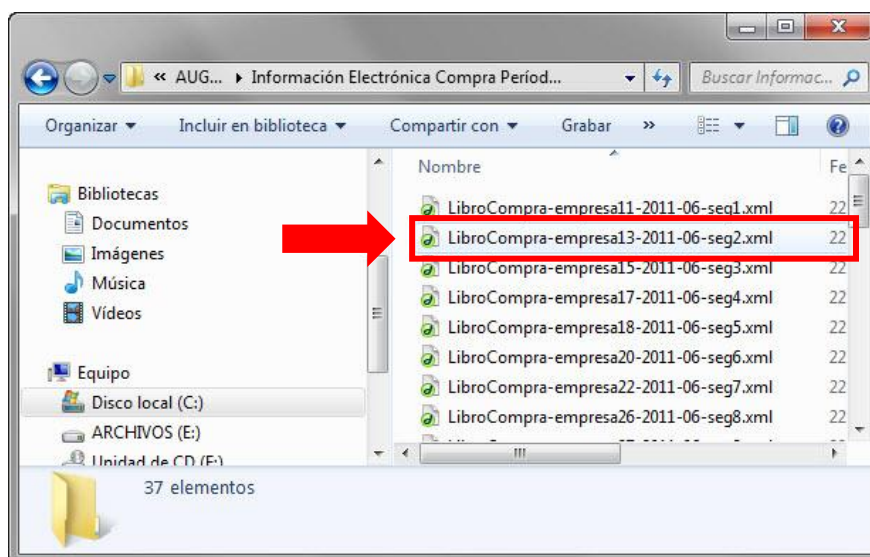 « AUG... Información Electrónica Compra Períod... Buscar Informac...
Organizar Incluir en biblioteca Compartir con Grabar »
Nombre Fe
Bibliotecas
Documentos
Imágenes
Música
Vídeos
Equipo
Disco local (C:)
ARCHIVOS (E:)
Unidad de CD (F:)
LibroCompra-empresa11-2011-06-seg1.xml 22
LibroCompra-empresa13-2011-06-seg2.xml 22
LibroCompra-empresa15-2011-06-seg3.xml 22
LibroCompra-empresa17-2011-06-seg4.xml 22
LibroCompra-empresa18-2011-06-seg5.xml 22
LibroCompra-empresa20-2011-06-seg6.xml 22
LibroCompra-empresa22-2011-06-seg7.xml 22
LibroCompra-empresa26-2011-06-seg8.xml 22
37 elementos